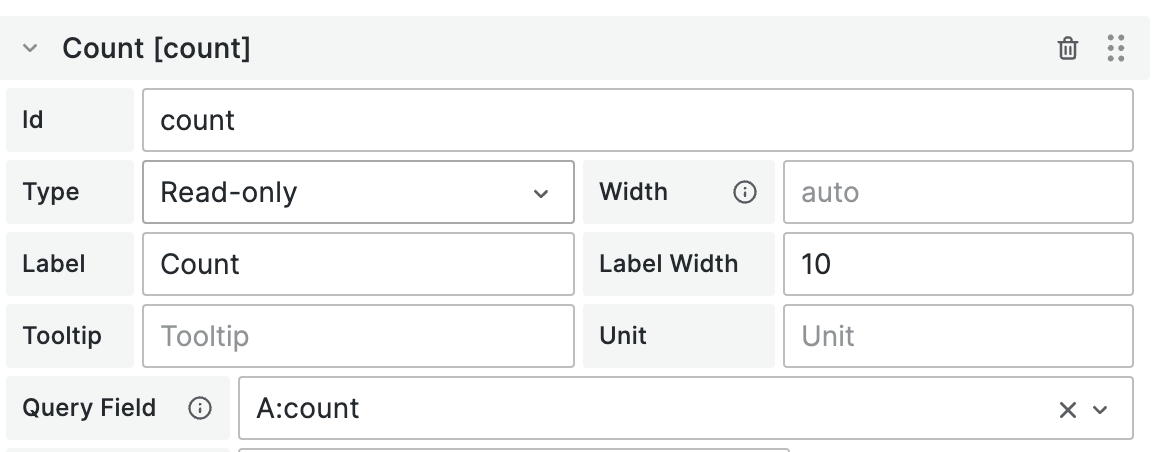 Count [count]
Id count
Type Read-only Width auto
Label Count Label Width 10
Tooltip Tooltip Unit Unit
Query Field A:count